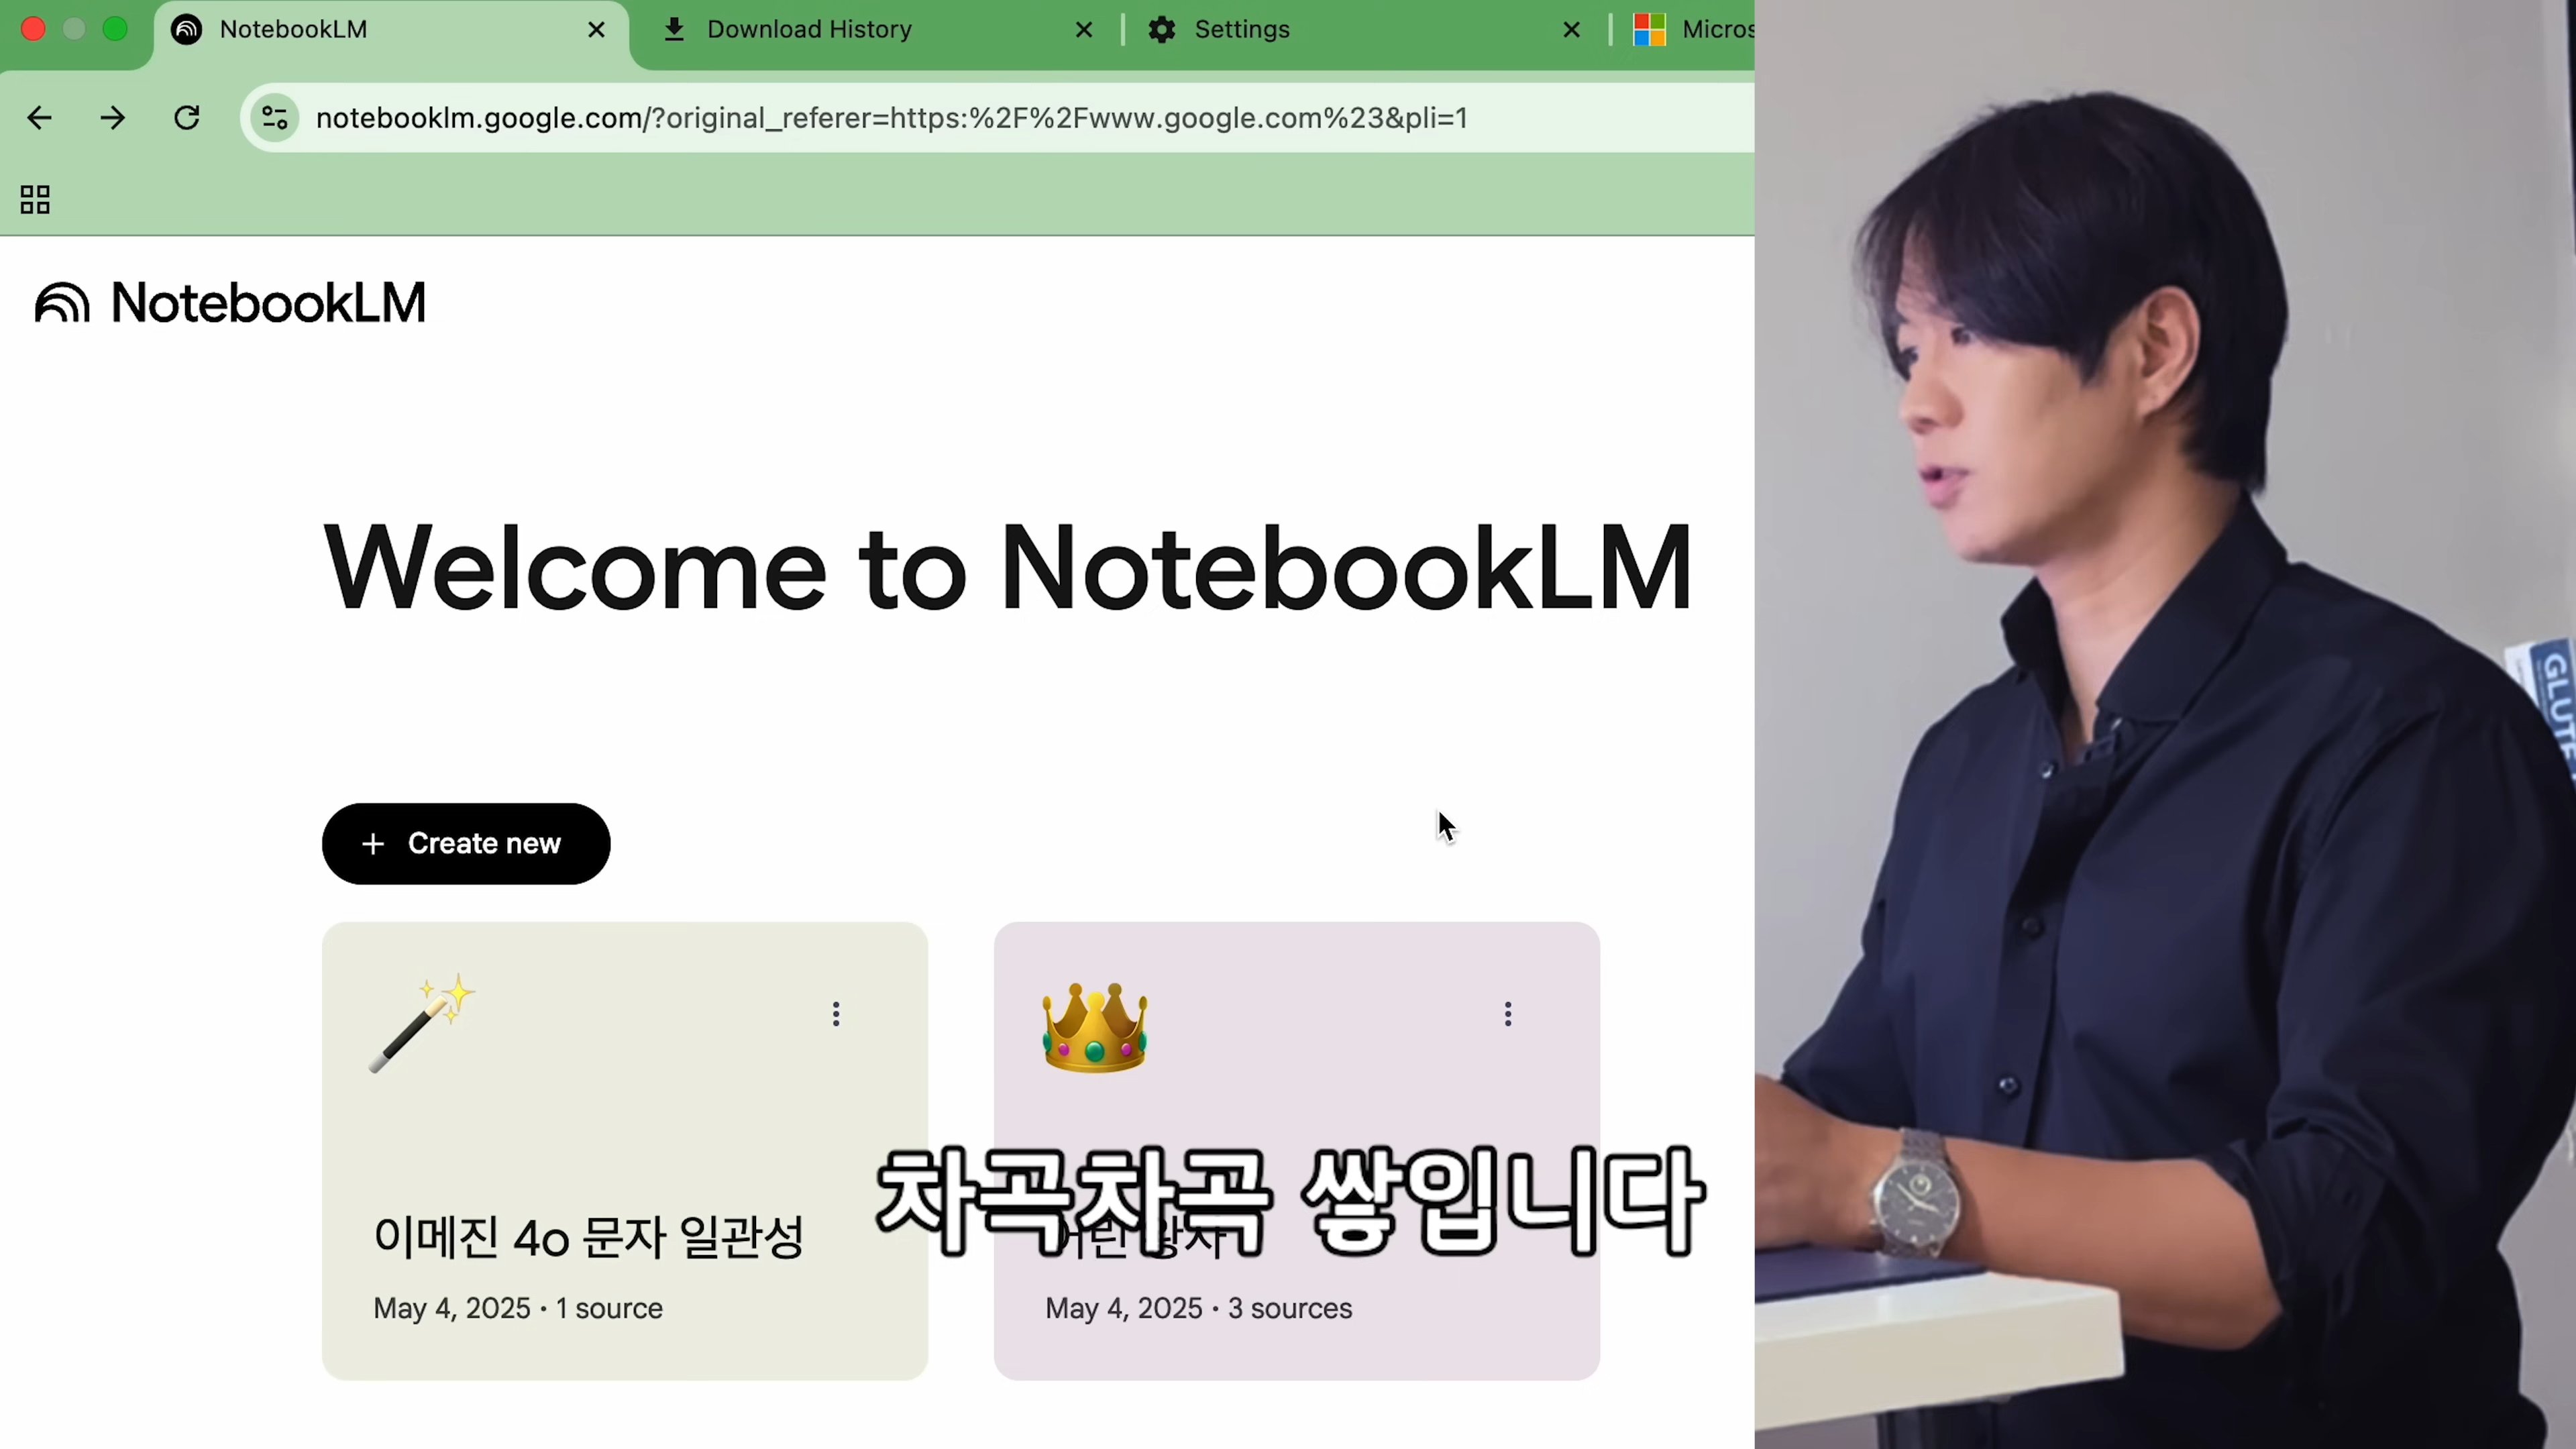 NotebookLM
Download History
Settings
notebooklm.google.com/?original_referer=https:%2F%2Fwww.google.com%23&pli=1
NotebookLM
Welcome to NotebookLM
Create new
차곡차곡 쌓입니다
이메진 4o 문자 일관성
May 4, 2025 · 1 source
May 4, 2025 · 3 sources